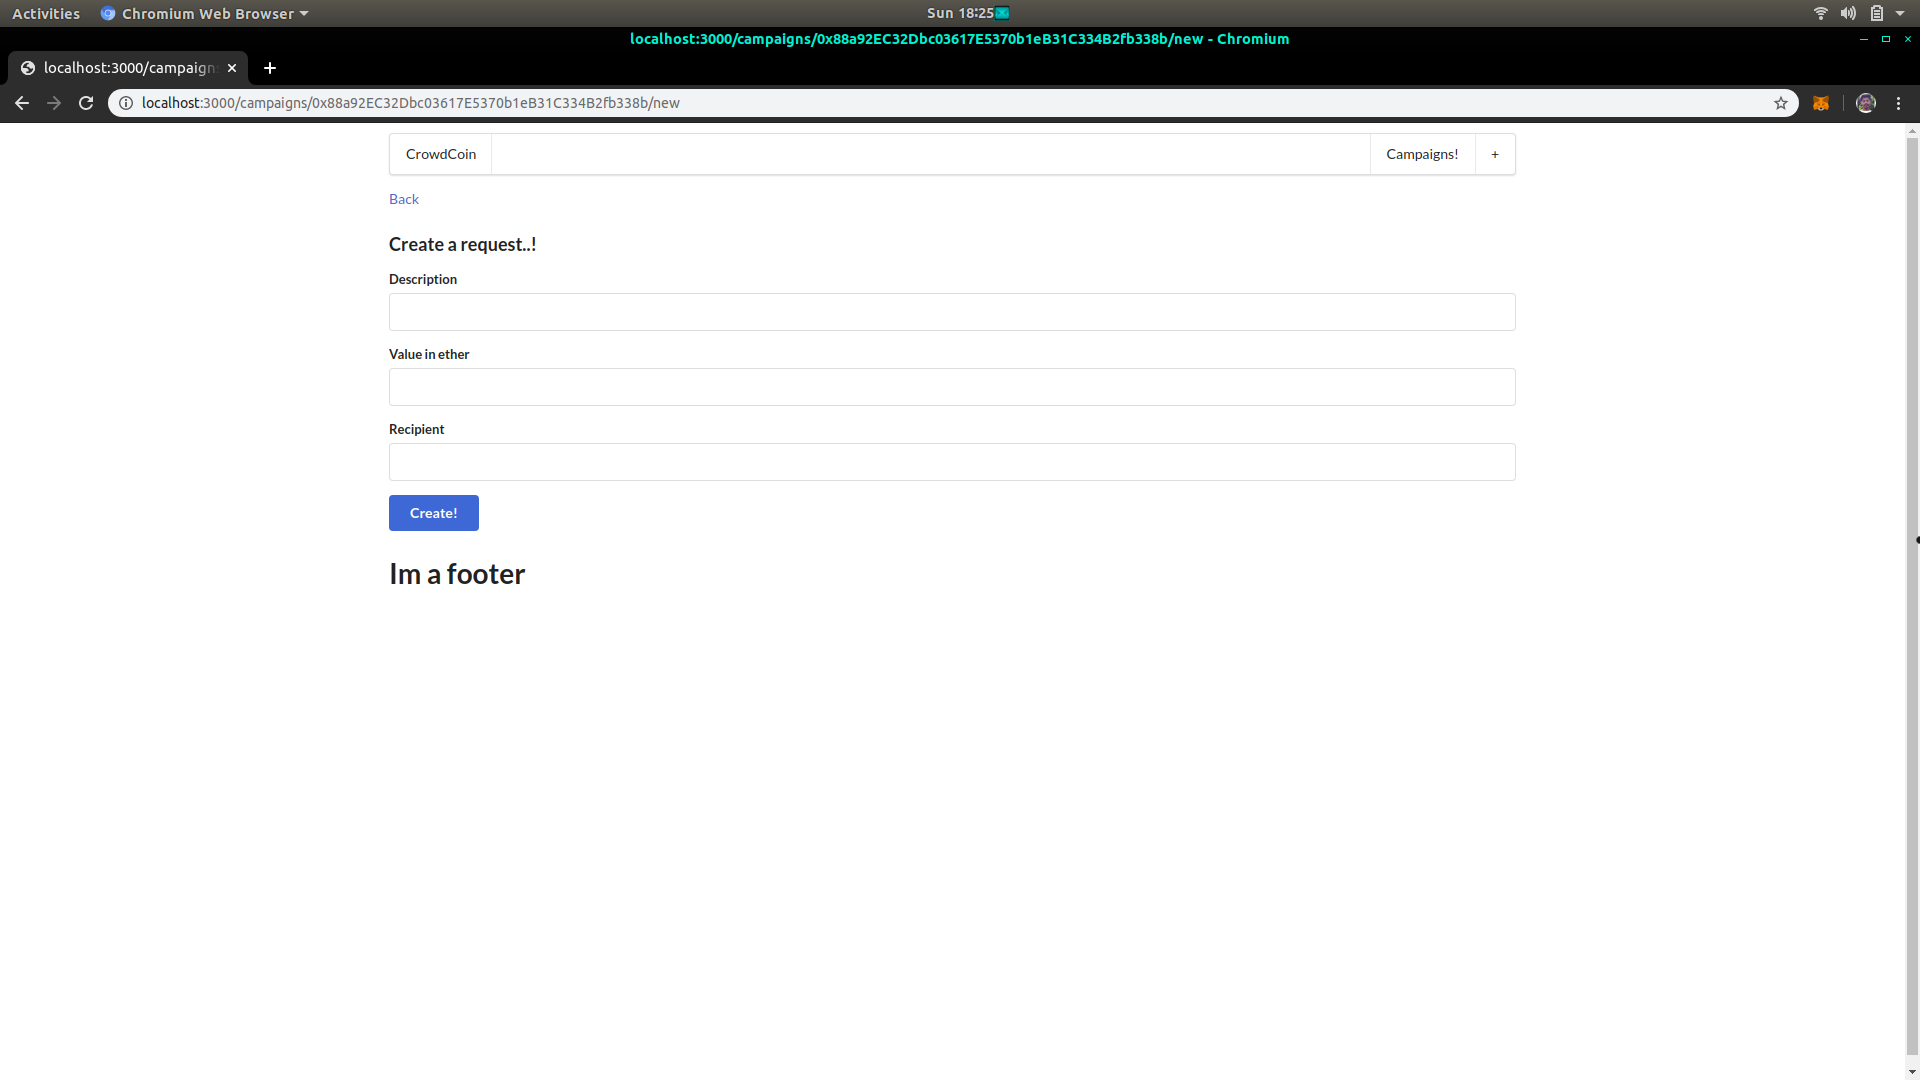 Activities Chromium Web Browser Sun 18:25
localhost:3000/campaigns/0x88a92EC32Dbc03617E5370b1eB31C334B2fb338b/new - Chromium
localhost:3000/campaign
localhost:3000/campaigns/0x88a92EC32Dbc03617E5370b1eB31C334B2fb338b/new
CrowdCoin Campaigns! +
Back
Create a request..!
Description
Value in ether
Recipient
Create!
Im a footer